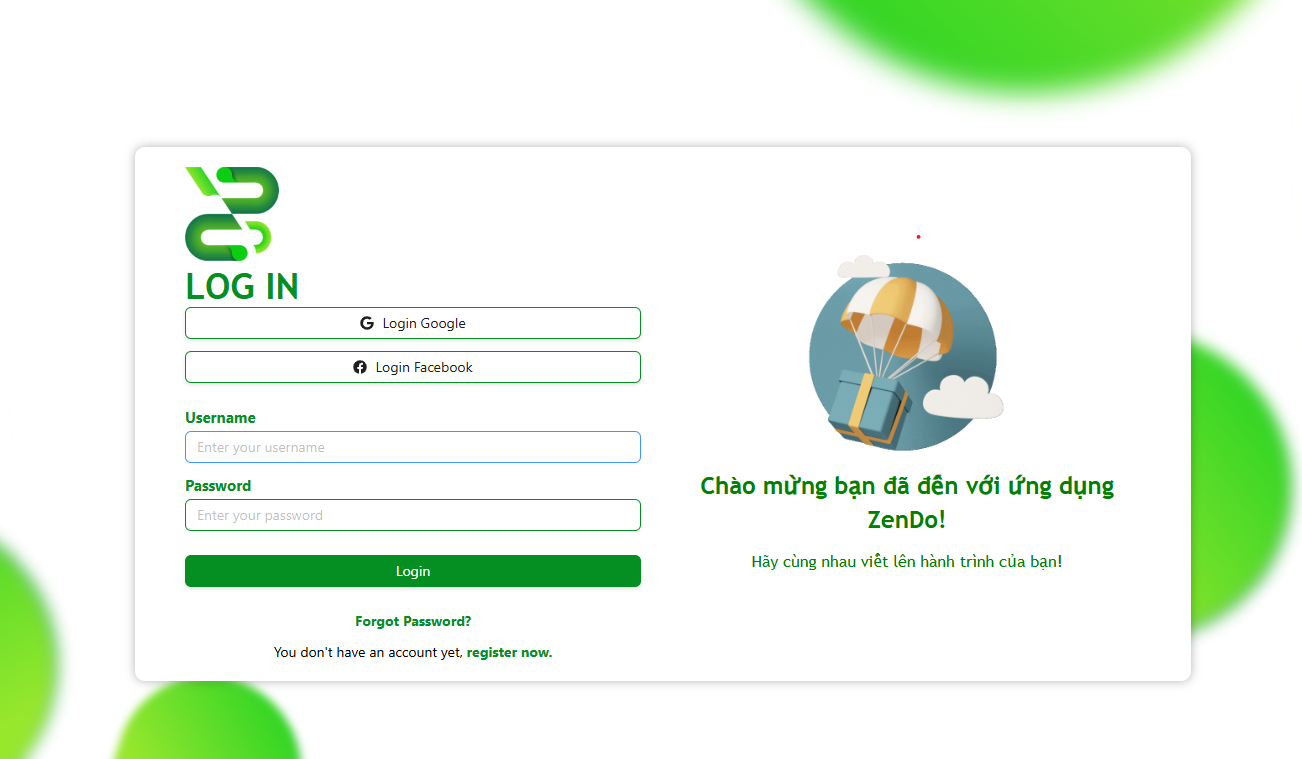 LOG IN
Login Google
Login Facebook
Username
Enter your username
Password
Enter your password
Login
Forgot Password?
You don't have an account yet, register now.
Chào mừng bạn đã đến với ứng dụng
ZenDo!
Hãy cùng nhau viết lên hành trình của bạn!